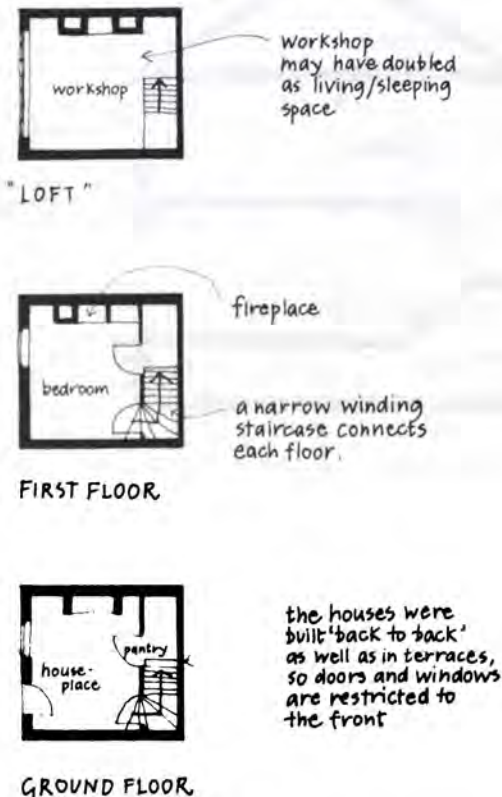 workshop
may have doubled
as living/sleeping
space
workshop
"LOFT"
fireplace
bedroom
a narrow winding
staircase connects
each floor.
FIRST FLOOR
the houses were
built 'back to back'
as well as in terraces,
so doors and windows
are restricted to
the front
pantry
house-
place
GROUND FLOOR